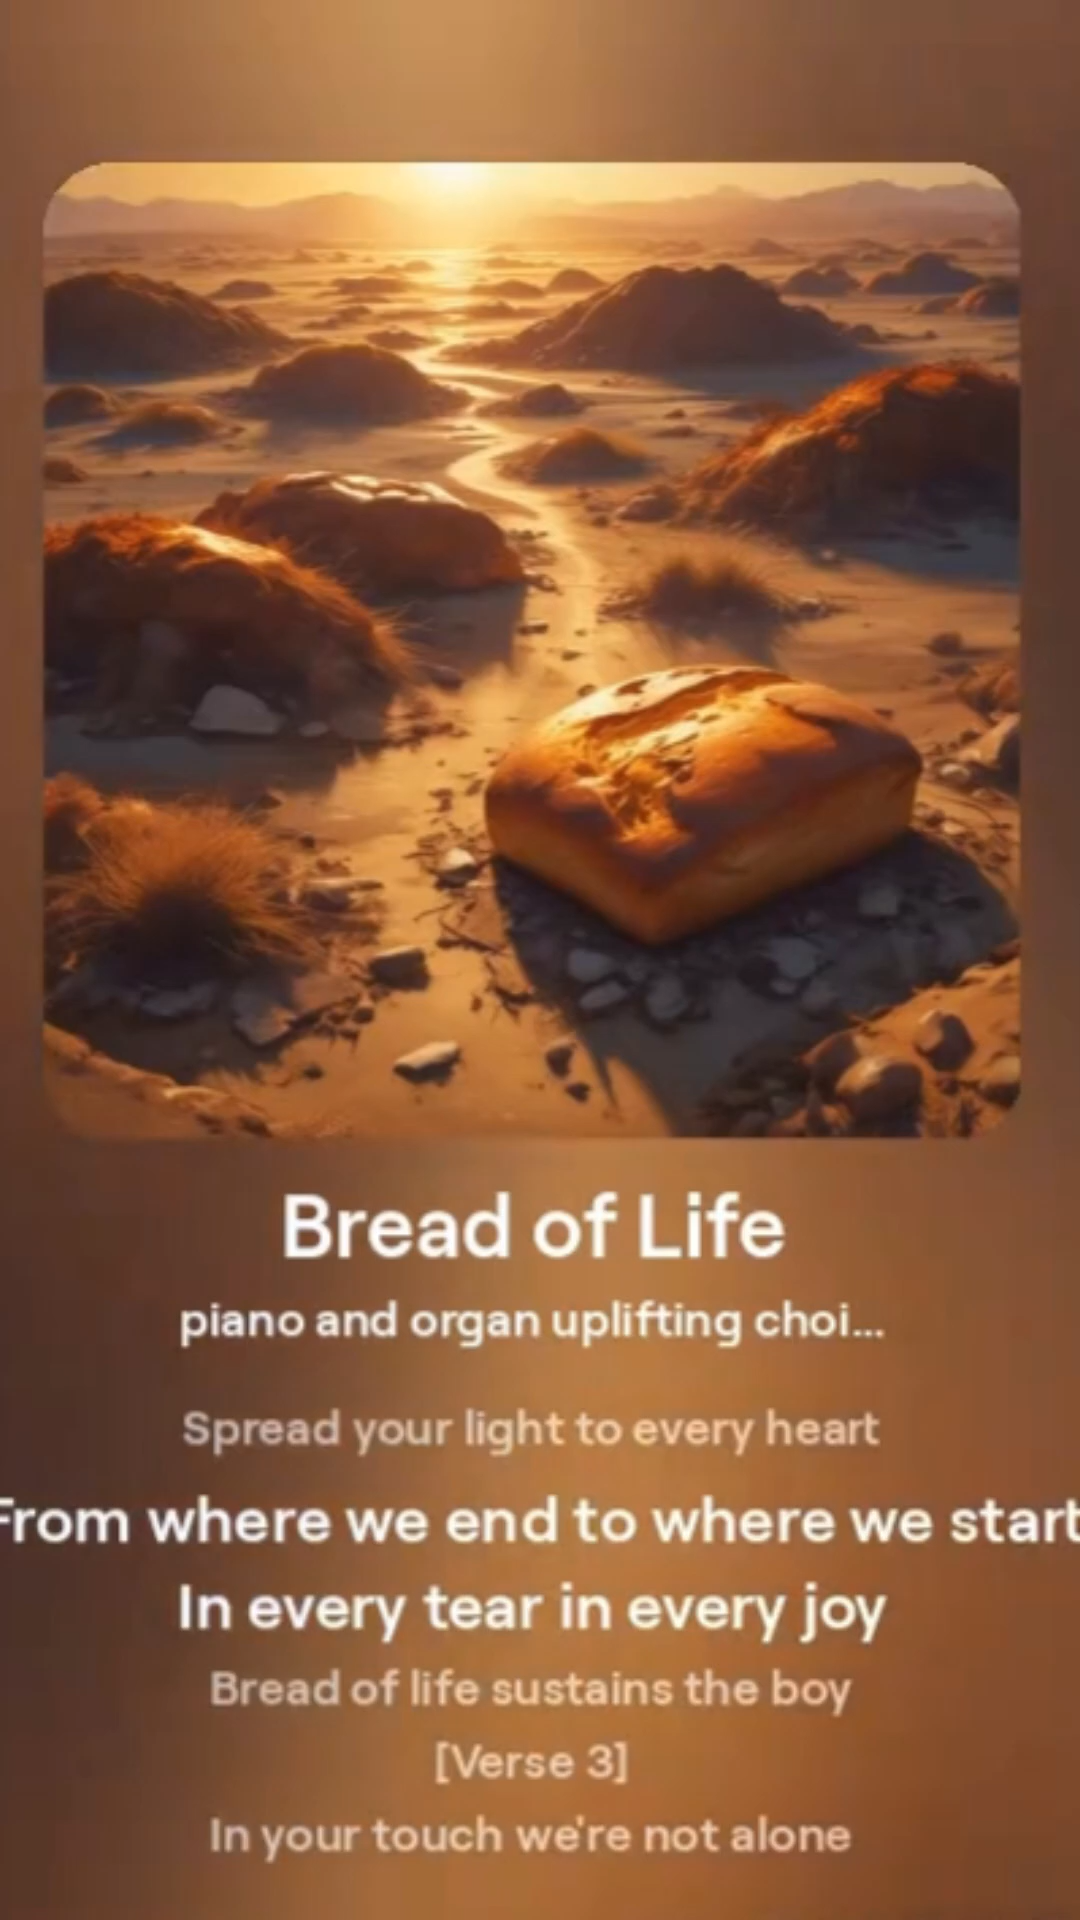 Bread of Life
piano and organ uplifting choi...
Spread your light to every heart
From where we end to where we start
In every tear in every joy
Bread of life sustains the boy
[Verse 3]
In your touch we're not alone